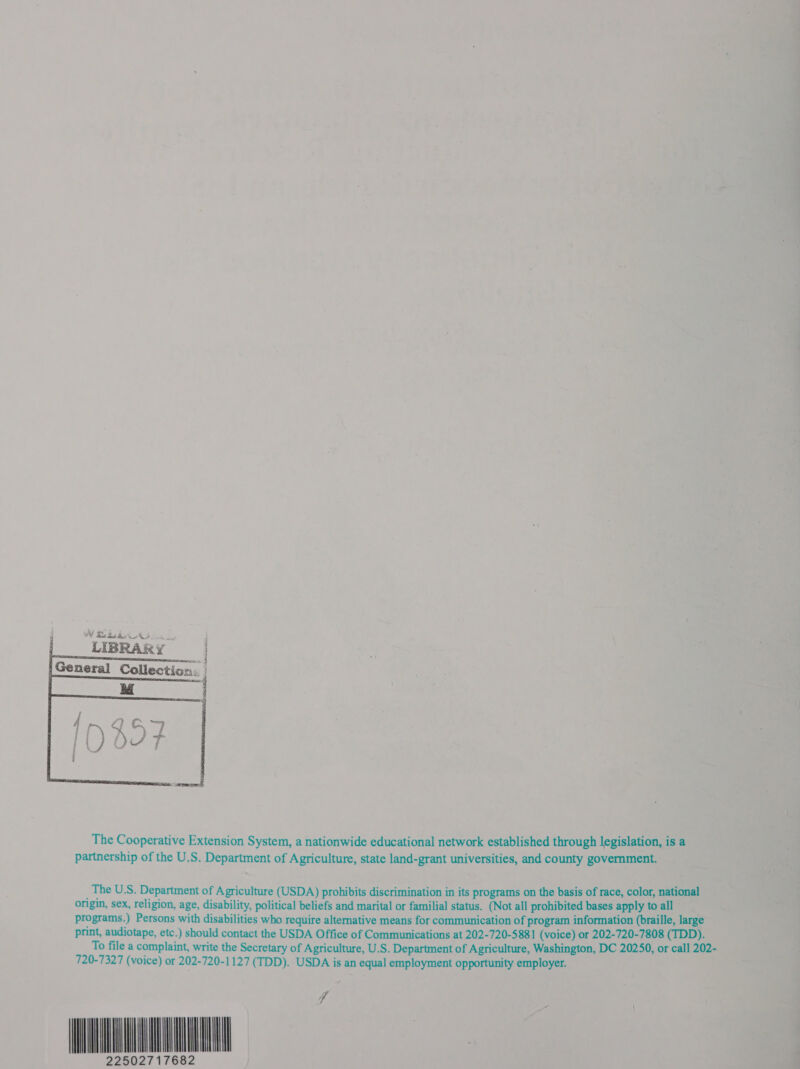 LIBRARY
General Collections
M
10897
The Cooperative Extension System, a nationwide educational network established through legislation, is a
partnership of the U.S. Department of Agriculture, state land-grant universities, and county government.
The U.S. Department of Agriculture (USDA) prohibits discrimination in its programs on the basis of race, color, national
origin, sex, religion, age, disability, political beliefs and marital or familial status. (Not all prohibited bases apply to all
programs.) Persons with disabilities who require alternative means for communication of program information (braille, large
print, audiotape, etc.) should contact the USDA Office of Communications at 202-720-5881 (voice) or 202-720-7808 (TDD).
To file a complaint, write the Secretary of Agriculture, U.S. Department of Agriculture, Washington, DC 20250, or call 202-
720-7327 (voice) or 202-720-1127 (TDD). USDA is an equal employment opportunity employer.
22502717682